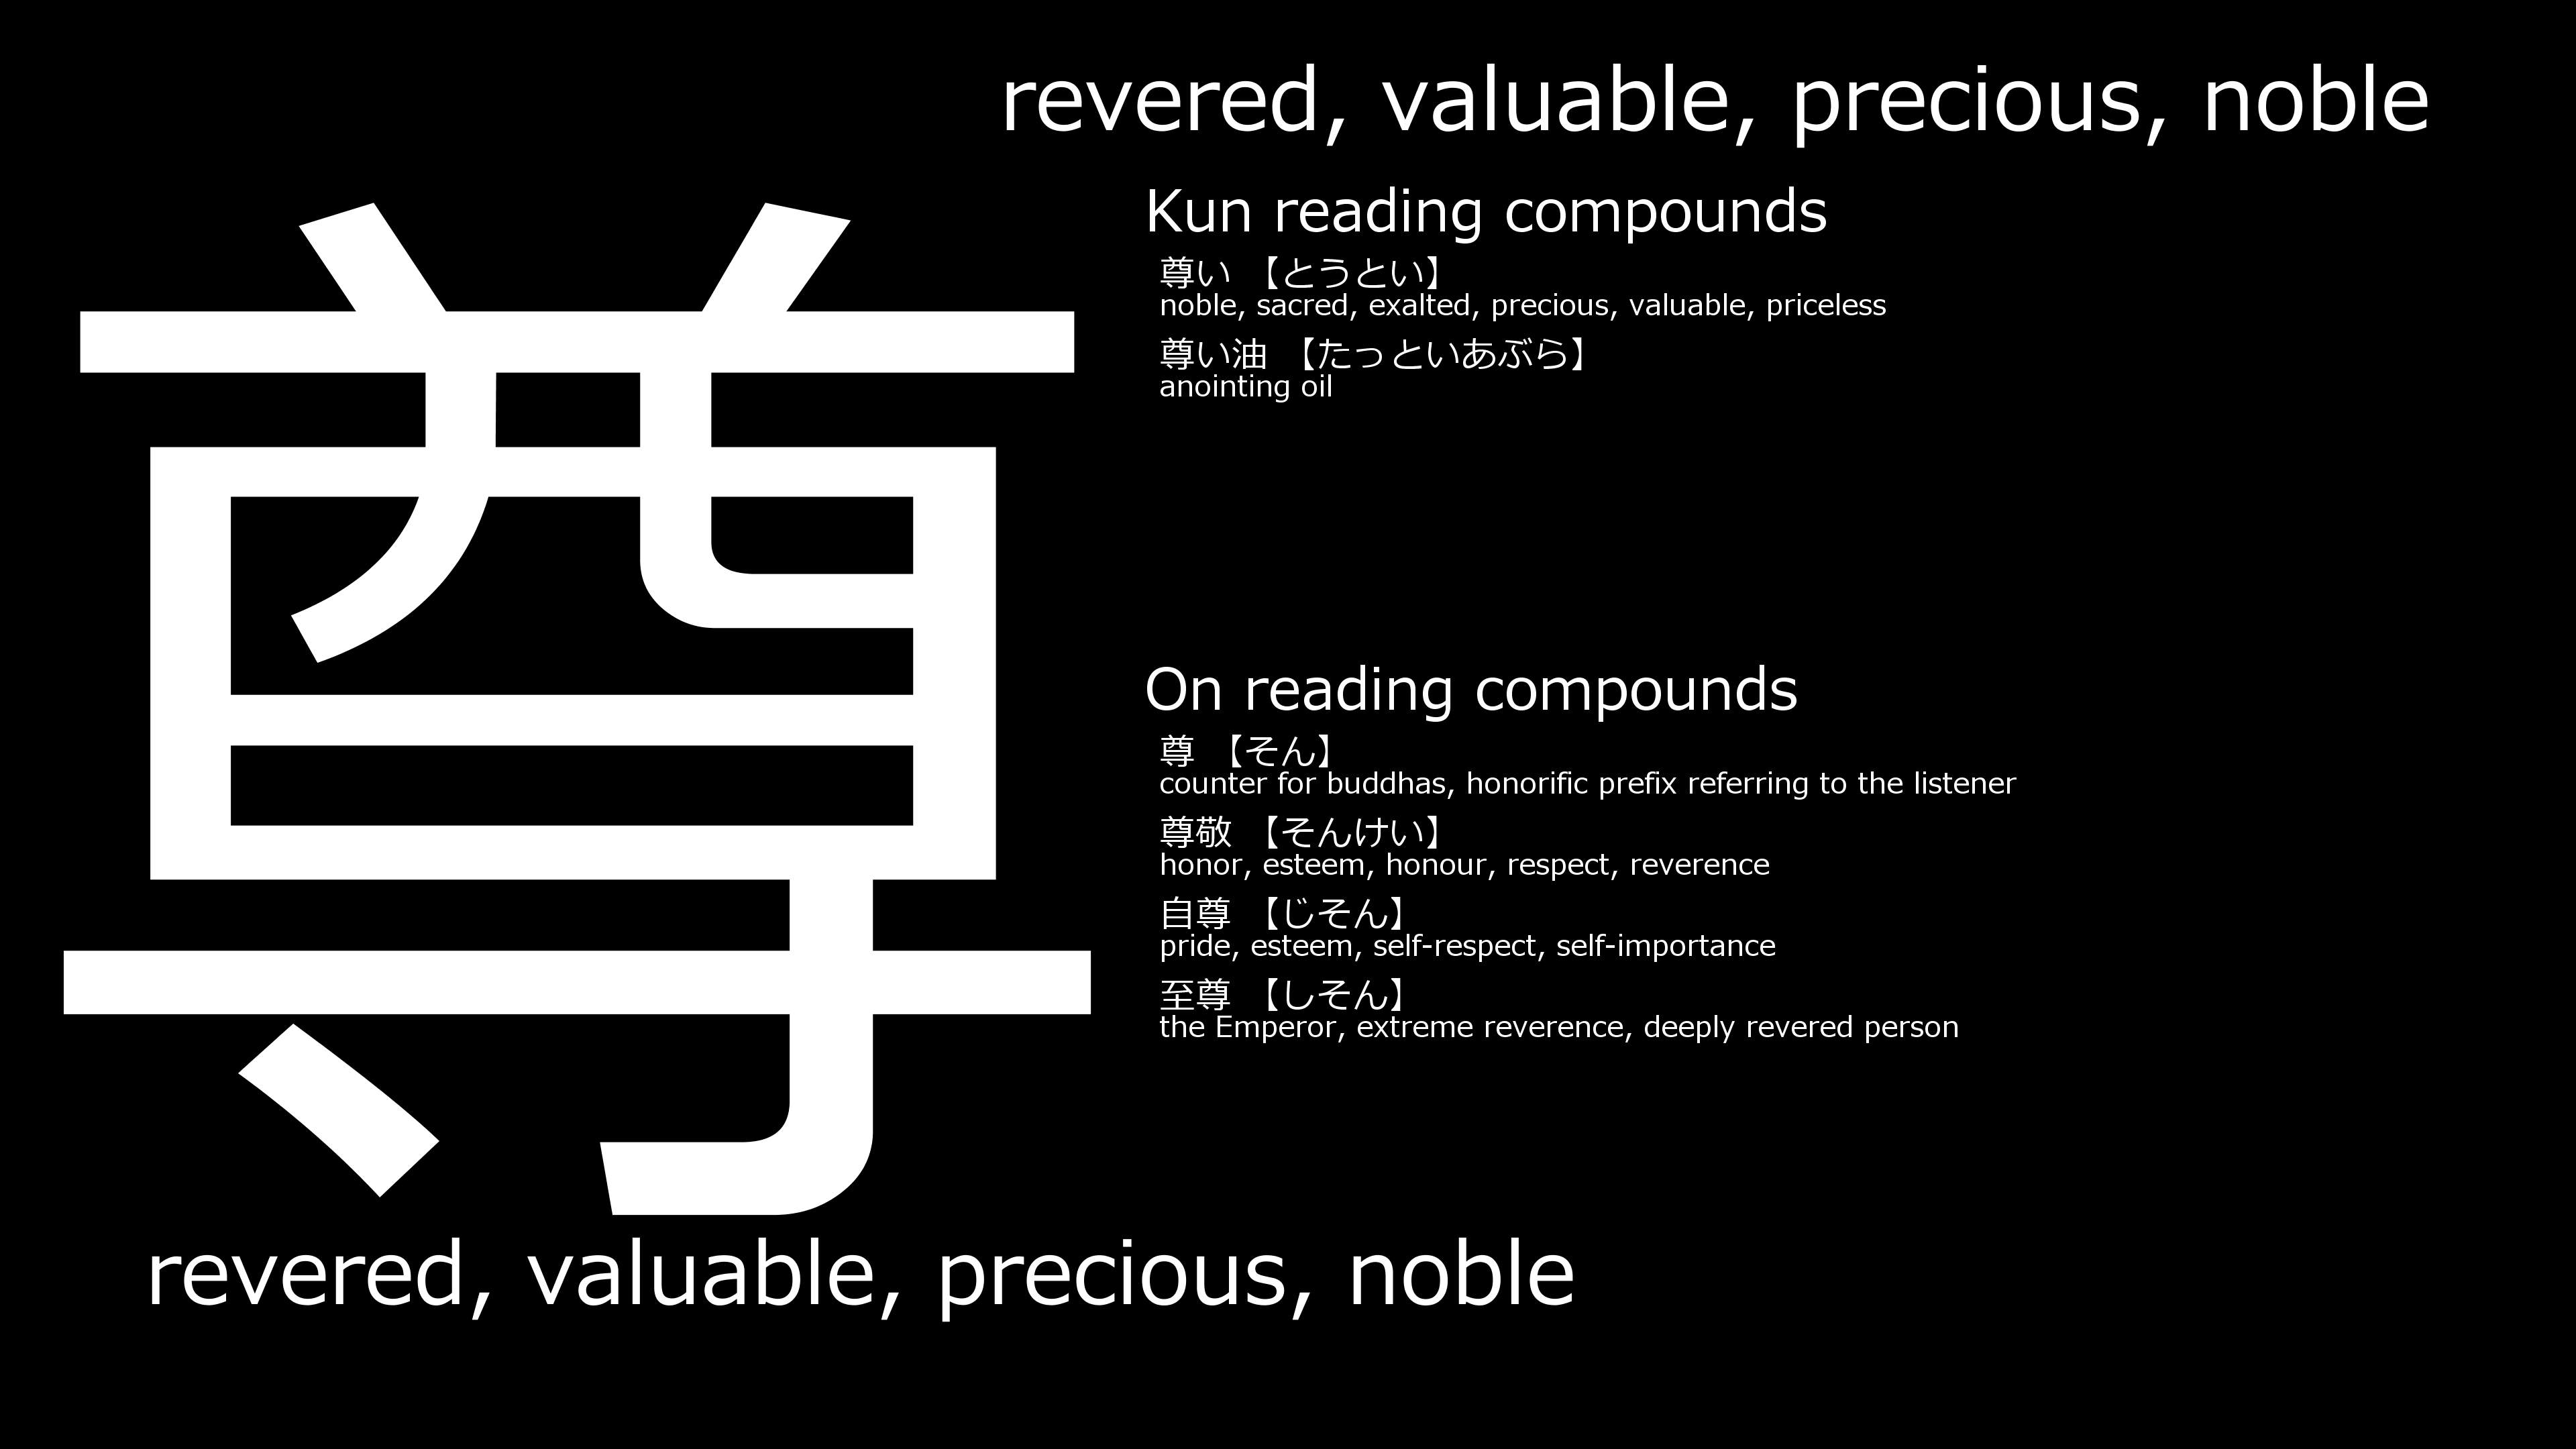 revered, valuable, precious, noble
尊
Kun reading compounds
尊い 【とうとい】
noble, sacred, exalted, precious, valuable, priceless
尊い油 【たっといあぶら】
anointing oil
On reading compounds
尊 【そん】
counter for buddhas, honorific prefix referring to the listener
尊敬 【そんけい】
honor, esteem, honour, respect, reverence
自尊 【じそん】
pride, esteem, self-respect, self-importance
至尊 【しそん】
the Emperor, extreme reverence, deeply revered person
revered, valuable, precious, noble